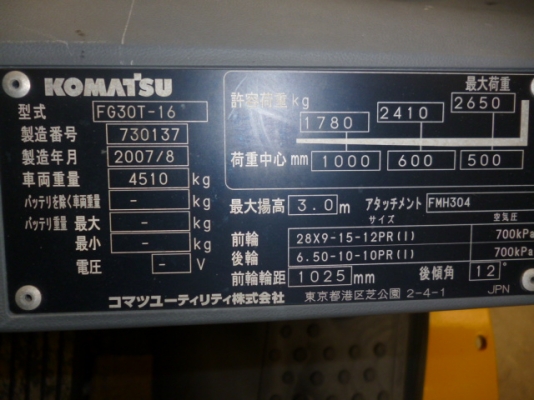 KOMATSU
型式 FG30T-16
製造番号 730137
製造年月 2007/8
車両重量 4510 kg
バッテリを除く車両重量 - kg
バッテリ重量 最大 - kg
最小 - kg
電圧 - V
最大荷重
許容荷重 kg 1780 2410 2650
荷重中心 mm 1000 600 500
最大揚高 3.0 m アタッチメント FMH304
サイズ 空気圧
前輪 28X9-15-12PR(I) 700kPa
後輪 6.50-10-10PR(I) 700kPa
前輪輪距 1025 mm 後傾角 12°
コマツユーティリティ株式会社 東京都港区芝公園 2-4-1 JPN